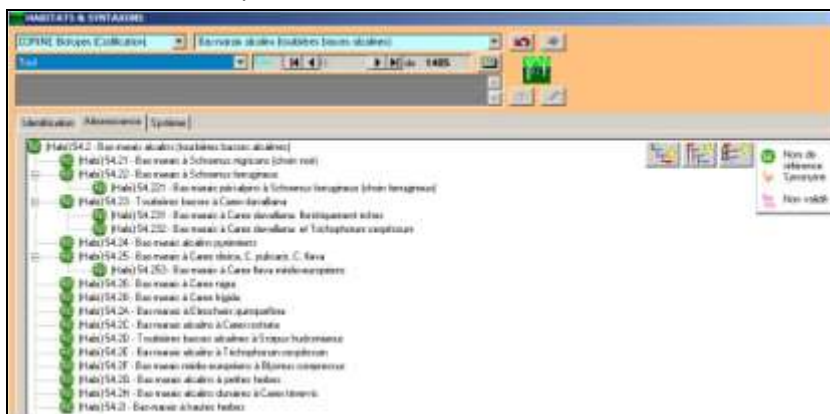 HABITATS & SYNTAXONS
CORINE Biotopes (Codification)
Bas-marais alcalins (tourbières basses alcalines)
Tout
de 1485
Identification
Arborescence
Système
(Hab) 54.2 - Bas-marais alcalins (tourbières basses alcalines)
(Hab) 54.21 - Bas-marais à Schoenus nigricans (choin noir)
(Hab) 54.22 - Bas-marais à Schoenus ferrugineus
(Hab) 54.221 - Bas-marais péri-alpins à Schoenus ferrugineus (choin ferrugineux)
(Hab) 54.23 - Tourbières basses à Carex davalliana
(Hab) 54.231 - Bas-marais à Carex davalliana floristiquement riches
(Hab) 54.232 - Bas-marais à Carex davalliana et Trichophorum cespitosum
(Hab) 54.24 - Bas-marais alcalins pyrénéens
(Hab) 54.25 - Bas-marais à Carex dioica, C. pulicaris, C. flava
(Hab) 54.253 - Bas-marais à Carex flava médio-européens
(Hab) 54.26 - Bas-marais à Carex nigra
(Hab) 54.28 - Bas-marais à Carex frigida
(Hab) 54.2A - Bas-marais à Eleocharis quinqueflora
(Hab) 54.2C - Bas-marais alcalins à Carex rostrata
(Hab) 54.2D - Tourbières basses alcalines à Scirpus hudsonianus
(Hab) 54.2E - Bas-marais alcalins à Trichophorum cespitosum
(Hab) 54.2F - Bas-marais médio-européens à Blysmus compressus
(Hab) 54.2G - Bas-marais alcalins à petites herbes
(Hab) 54.2H - Bas-marais alcalins dunaires à Carex trinervis
(Hab) 54.2I - Bas-marais à hautes herbes
Nom de
référence
Synonyme
Non validé